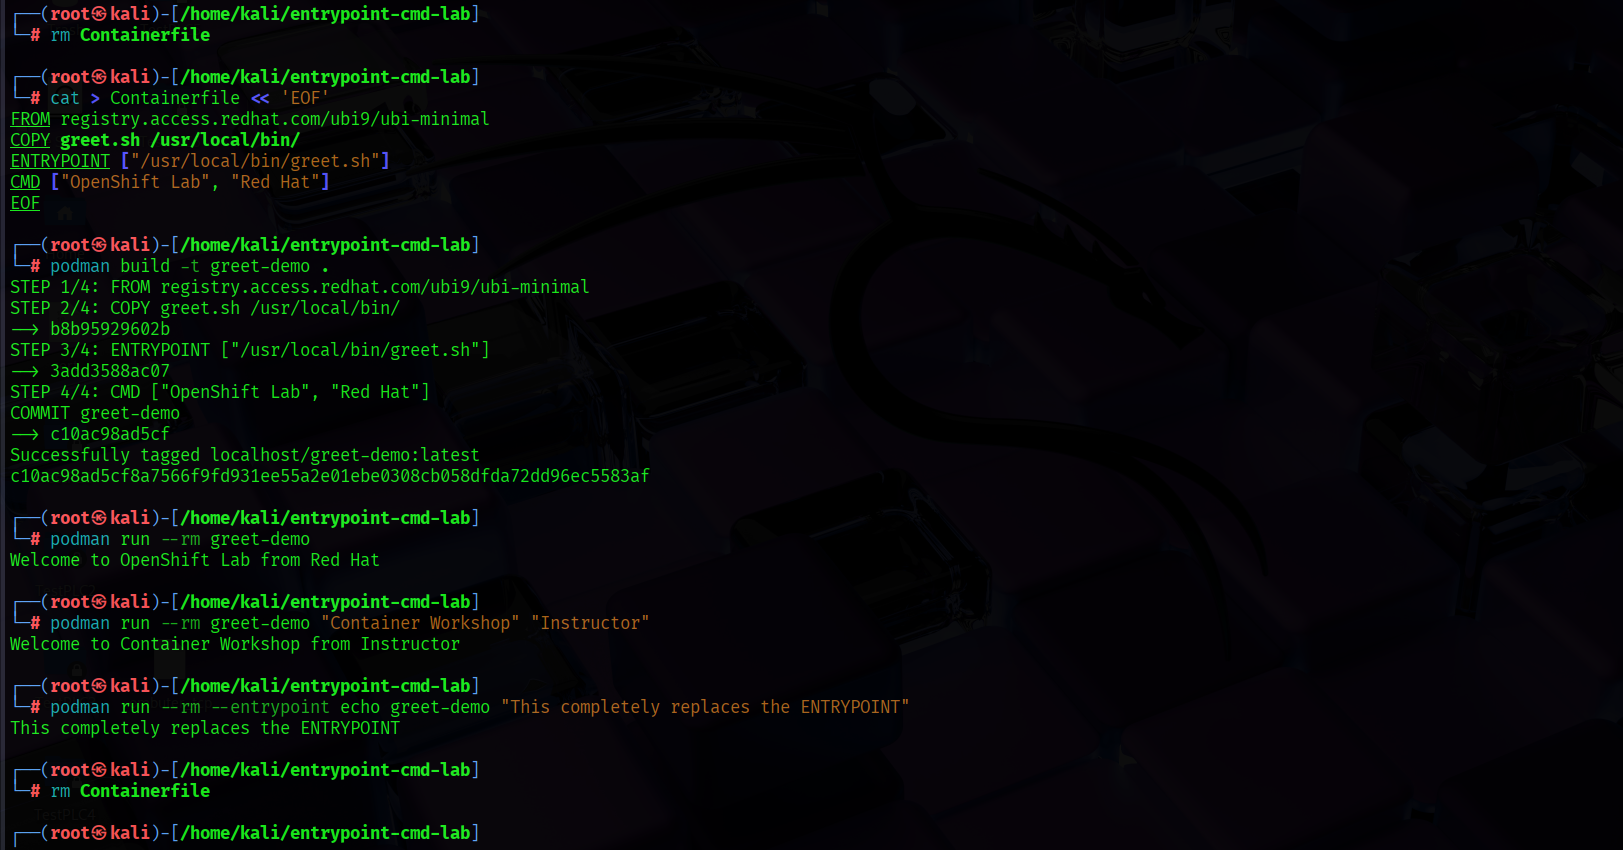 ┌──(root㉿kali)-[/home/kali/entrypoint-cmd-lab]
└─# rm Containerfile
┌──(root㉿kali)-[/home/kali/entrypoint-cmd-lab]
└─# cat > Containerfile << 'EOF'
FROM registry.access.redhat.com/ubi9/ubi-minimal
COPY greet.sh /usr/local/bin/
ENTRYPOINT ["/usr/local/bin/greet.sh"]
CMD ["OpenShift Lab", "Red Hat"]
EOF
┌──(root㉿kali)-[/home/kali/entrypoint-cmd-lab]
└─# podman build -t greet-demo .
STEP 1/4: FROM registry.access.redhat.com/ubi9/ubi-minimal
STEP 2/4: COPY greet.sh /usr/local/bin/
--> b8b95929602b
STEP 3/4: ENTRYPOINT ["/usr/local/bin/greet.sh"]
--> 3add3588ac07
STEP 4/4: CMD ["OpenShift Lab", "Red Hat"]
COMMIT greet-demo
--> c10ac98ad5cf
Successfully tagged localhost/greet-demo:latest
c10ac98ad5cf8a7566f9fd931ee55a2e01ebe0308cb058dfda72dd96ec5583af
┌──(root㉿kali)-[/home/kali/entrypoint-cmd-lab]
└─# podman run --rm greet-demo
Welcome to OpenShift Lab from Red Hat
┌──(root㉿kali)-[/home/kali/entrypoint-cmd-lab]
└─# podman run --rm greet-demo "Container Workshop" "Instructor"
Welcome to Container Workshop from Instructor
┌──(root㉿kali)-[/home/kali/entrypoint-cmd-lab]
└─# podman run --rm --entrypoint echo greet-demo "This completely replaces the ENTRYPOINT"
This completely replaces the ENTRYPOINT
┌──(root㉿kali)-[/home/kali/entrypoint-cmd-lab]
└─# rm Containerfile
TestPLC4
┌──(root㉿kali)-[/home/kali/entrypoint-cmd-lab]